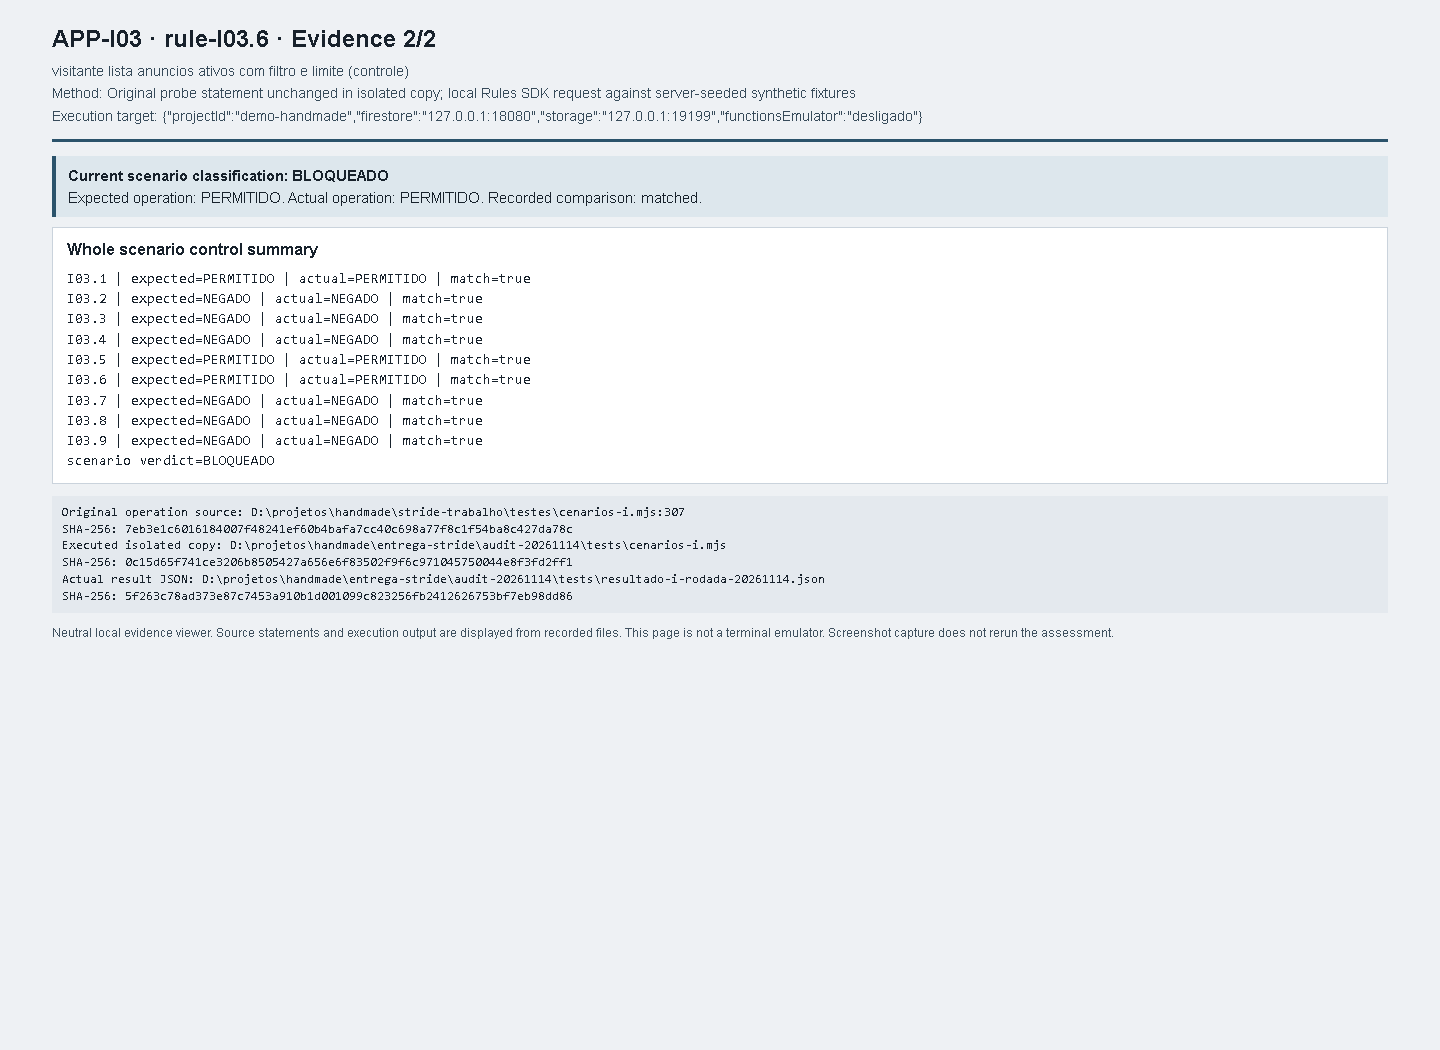 APP-I03 · rule-I03.6 · Evidence 2/2
visitante lista anuncios ativos com filtro e limite (controle)
Method: Original probe statement unchanged in isolated copy; local Rules SDK request against server-seeded synthetic fixtures
Execution target: {"projectId":"demo-handmade","firestore":"127.0.0.1:18080","storage":"127.0.0.1:19199","functionsEmulator":"desligado"}
Current scenario classification: BLOQUEADO
Expected operation: PERMITIDO. Actual operation: PERMITIDO. Recorded comparison: matched.
Whole scenario control summary
I03.1 | expected=PERMITIDO | actual=PERMITIDO | match=true
I03.2 | expected=NEGADO | actual=NEGADO | match=true
I03.3 | expected=NEGADO | actual=NEGADO | match=true
I03.4 | expected=NEGADO | actual=NEGADO | match=true
I03.5 | expected=PERMITIDO | actual=PERMITIDO | match=true
I03.6 | expected=PERMITIDO | actual=PERMITIDO | match=true
I03.7 | expected=NEGADO | actual=NEGADO | match=true
I03.8 | expected=NEGADO | actual=NEGADO | match=true
I03.9 | expected=NEGADO | actual=NEGADO | match=true
scenario verdict=BLOQUEADO
Original operation source: D:\projetos\handmade\stride-trabalho\testes\cenarios-i.mjs:307
SHA-256: 7eb3e1c6016184007f48241ef60b4bafa7cc40c698a77f8c1f54ba8c427da78c
Executed isolated copy: D:\projetos\handmade\entrega-stride\audit-20261114\tests\cenarios-i.mjs
SHA-256: 0c15d65f741ce3206b8505427a656e6f83502f9f6c971045750044e8f3fd2ff1
Actual result JSON: D:\projetos\handmade\entrega-stride\audit-20261114\tests\resultado-i-rodada-20261114.json
SHA-256: 5f263c78ad373e87c7453a910b1d001099c823256fb2412626753bf7eb98dd86
Neutral local evidence viewer. Source statements and execution output are displayed from recorded files. This page is not a terminal emulator. Screenshot capture does not rerun the assessment.